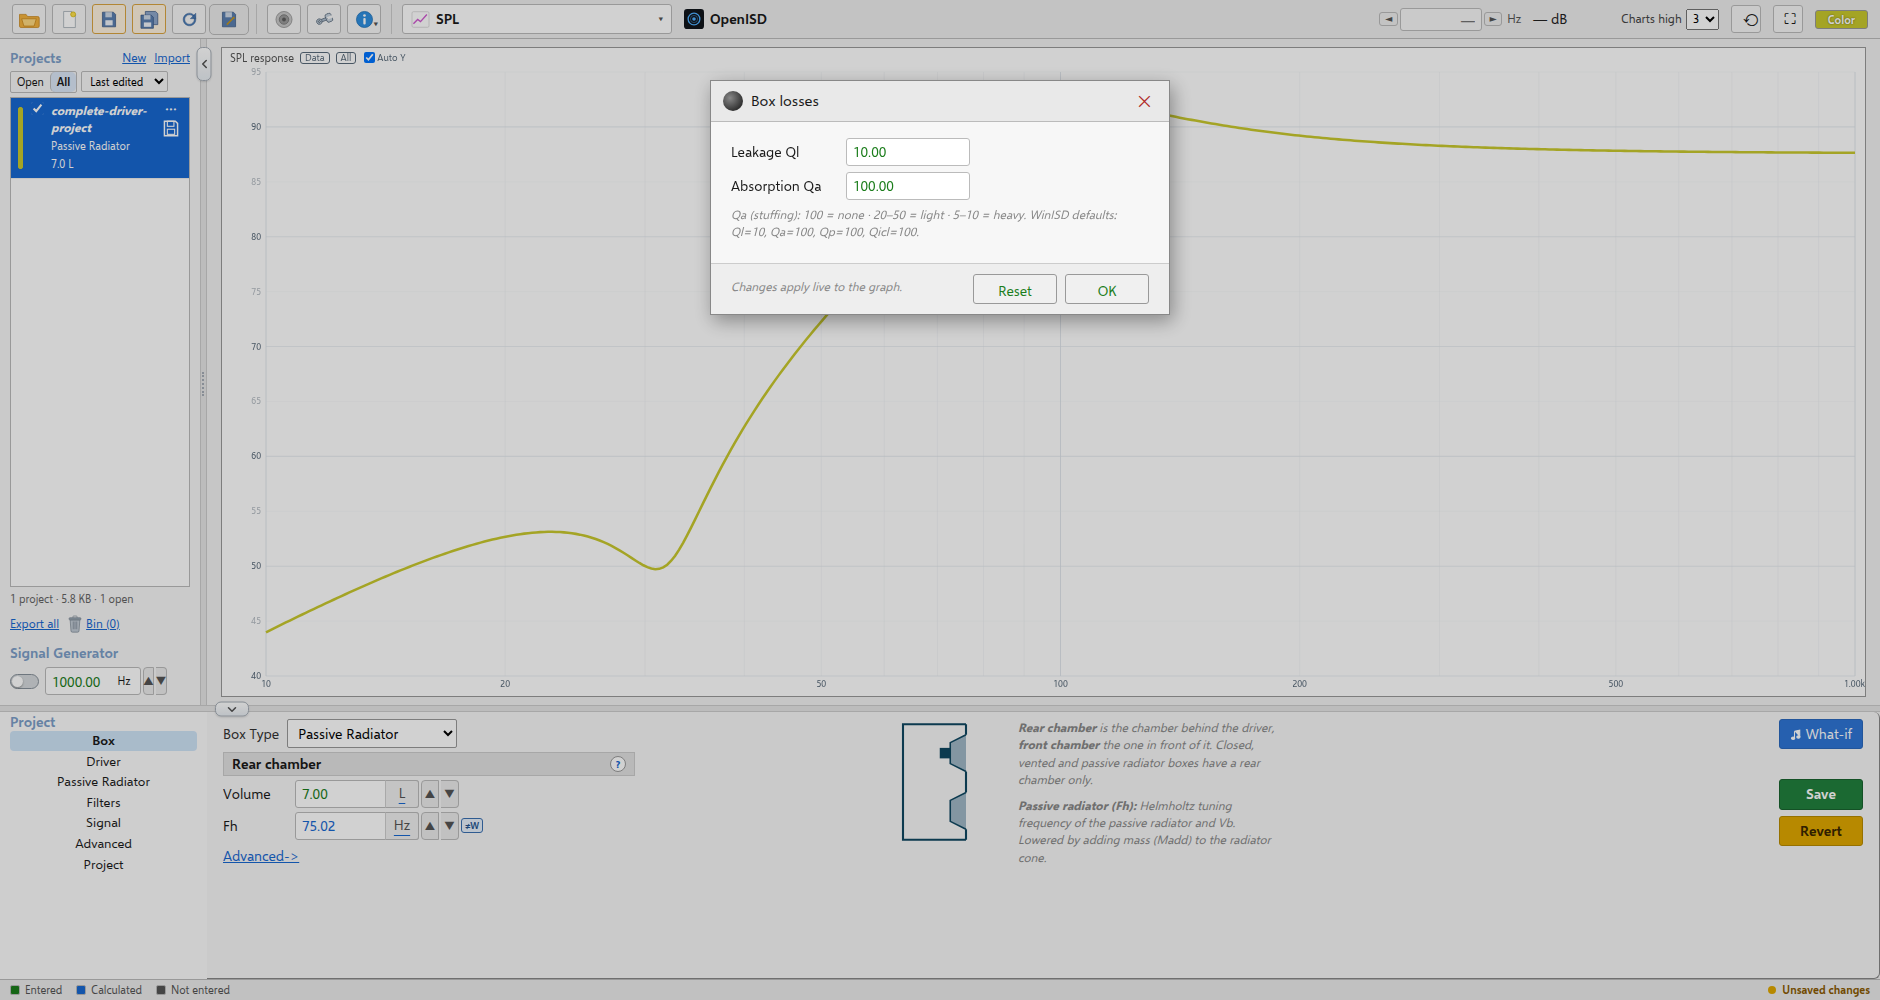 SPL
OpenISD
—
Hz
— dB
Charts high
3
Color
Projects
New
Import
Open
All
Last edited
complete-driver-
project
Passive Radiator
7.0 L
1 project · 5.8 KB · 1 open
Export all
Bin (0)
Signal Generator
1000.00
Hz
SPL response
Data
All
Auto Y
95
90
85
80
75
70
65
60
55
50
45
40
10
20
50
100
200
500
1.00k
Box losses
Leakage Ql
10.00
Absorption Qa
100.00
Qa (stuffing): 100 = none · 20–50 = light · 5–10 = heavy. WinISD defaults:
Ql=10, Qa=100, Qp=100, Qicl=100.
Changes apply live to the graph.
Reset
OK
Project
Box
Driver
Passive Radiator
Filters
Signal
Advanced
Project
Box Type
Passive Radiator
Rear chamber
?
Volume
7.00
L
Fh
75.02
Hz
≠W
Advanced->
Rear chamber is the chamber behind the driver,
front chamber the one in front of it. Closed,
vented and passive radiator boxes have a rear
chamber only.
Passive radiator (Fh): Helmholtz tuning
frequency of the passive radiator and Vb.
Lowered by adding mass (Madd) to the radiator
cone.
What-if
Save
Revert
Entered
Calculated
Not entered
Unsaved changes